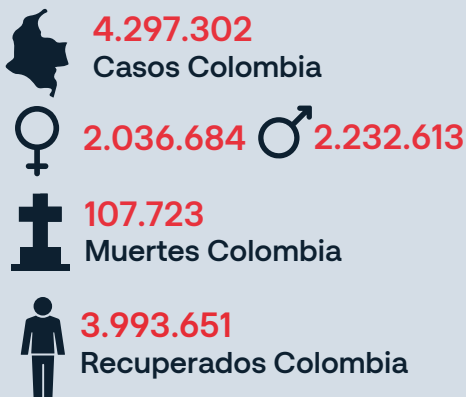 4.297.302
Casos Colombia
2.036.684 2.232.613
107.723
Muertes Colombia
3.993.651
Recuperados Colombia